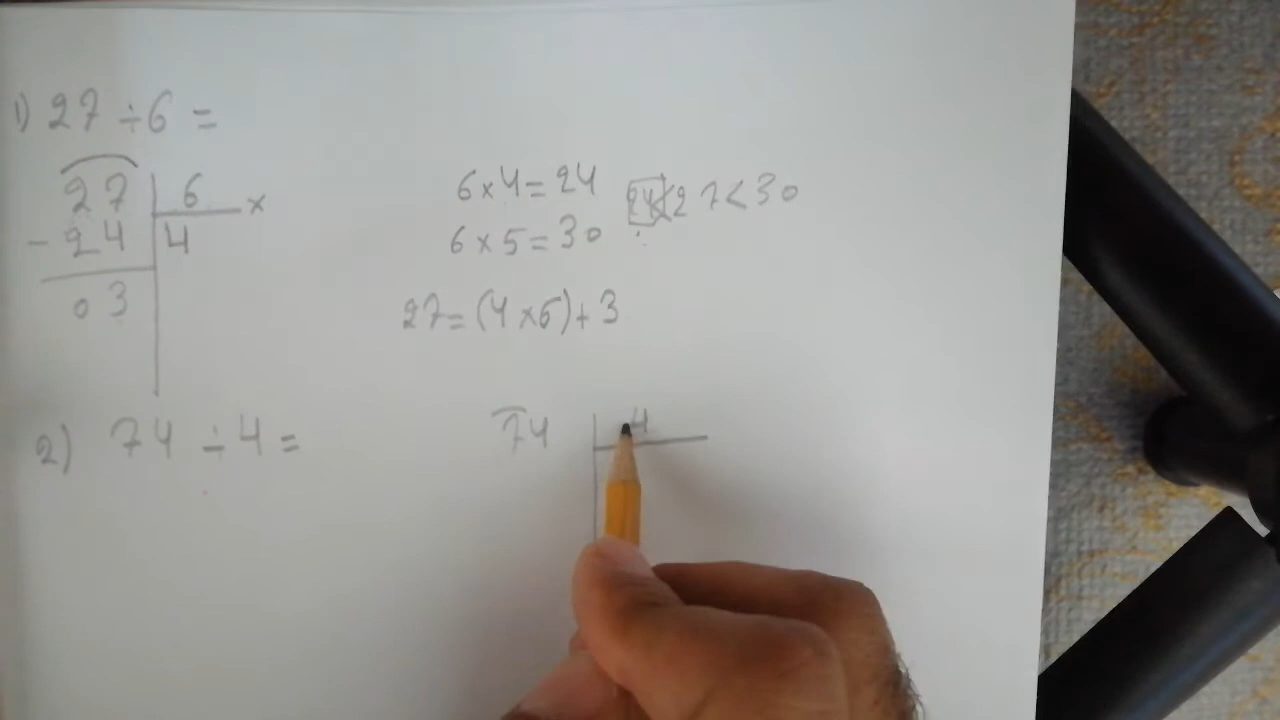 1) 27 ÷ 6 =
27 | 6 ×
- 24 | 4
03
6 × 4 = 24
6 × 5 = 30
24 < 27 < 30
27 = (4 × 6) + 3
2) 74 ÷ 4 =
74 | 4